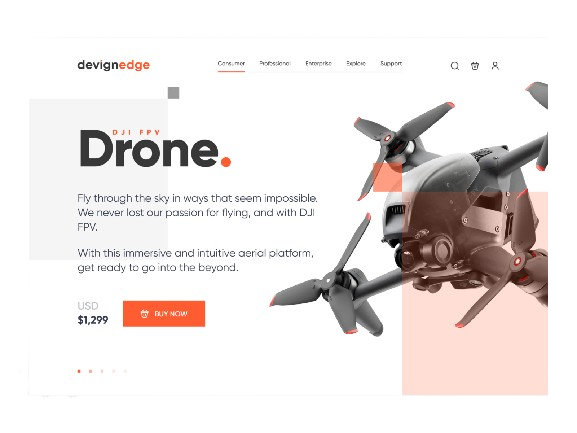 devignedge
Consumer Professional Enterprise Explore Support
DJI FPV
Drone.
Fly through the sky in ways that seem impossible.
We never lost our passion for flying, and with DJI
FPV.
With this immersive and intuitive aerial platform,
get ready to go into the beyond.
USD
$1,299
BUY NOW